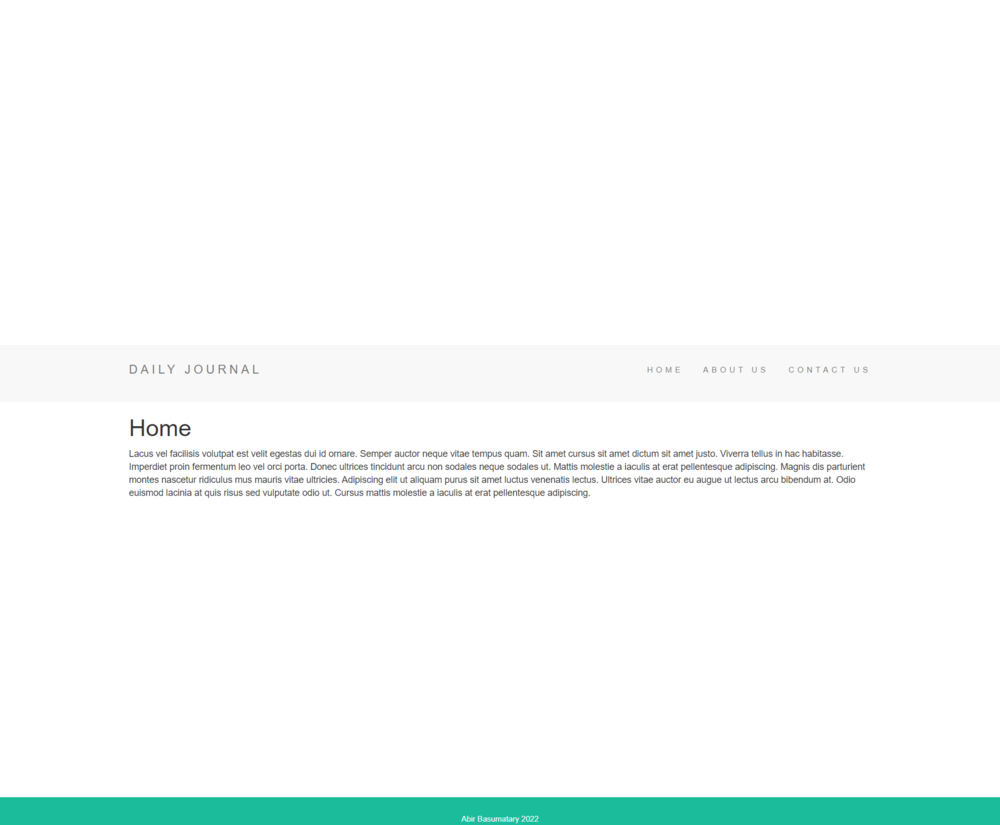 DAILY JOURNAL
HOME ABOUT US CONTACT US
Home
Lacus vel facilisis volutpat est velit egestas dui id ornare. Semper auctor neque vitae tempus quam. Sit amet cursus sit amet dictum sit amet justo. Viverra tellus in hac habitasse.
Imperdiet proin fermentum leo vel orci porta. Donec ultrices tincidunt arcu non sodales neque sodales ut. Mattis molestie a iaculis at erat pellentesque adipiscing. Magnis dis parturient
montes nascetur ridiculus mus mauris vitae ultricies. Adipiscing elit ut aliquam purus sit amet luctus venenatis lectus. Ultrices vitae auctor eu augue ut lectus arcu bibendum at. Odio
euismod lacinia at quis risus sed vulputate odio ut. Cursus mattis molestie a iaculis at erat pellentesque adipiscing.
Abir Basumatary 2022